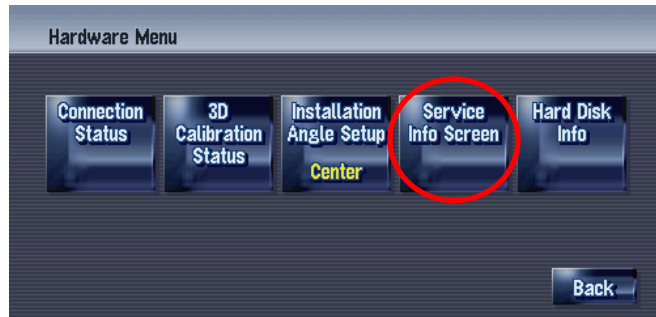 Hardware Menu
Connection
Status
3D
Calibration
Status
Installation
Angle Setup
Center
Service
Info Screen
Hard Disk
Info
Back